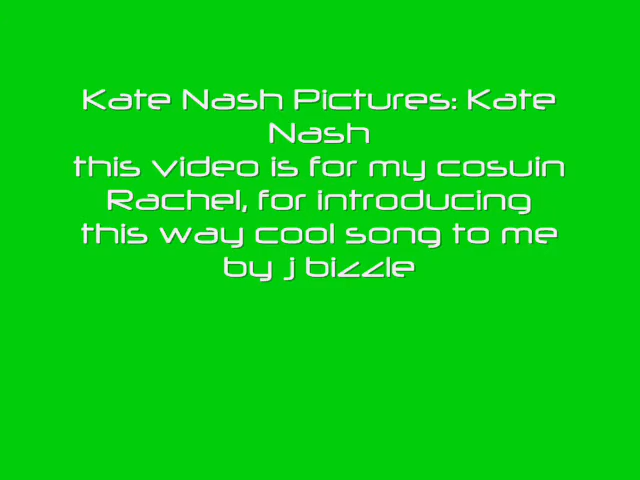 Kate Nash Pictures: Kate
Nash
this video is for my cosuin
Rachel, for introducing
this way cool song to me
by j bizzle